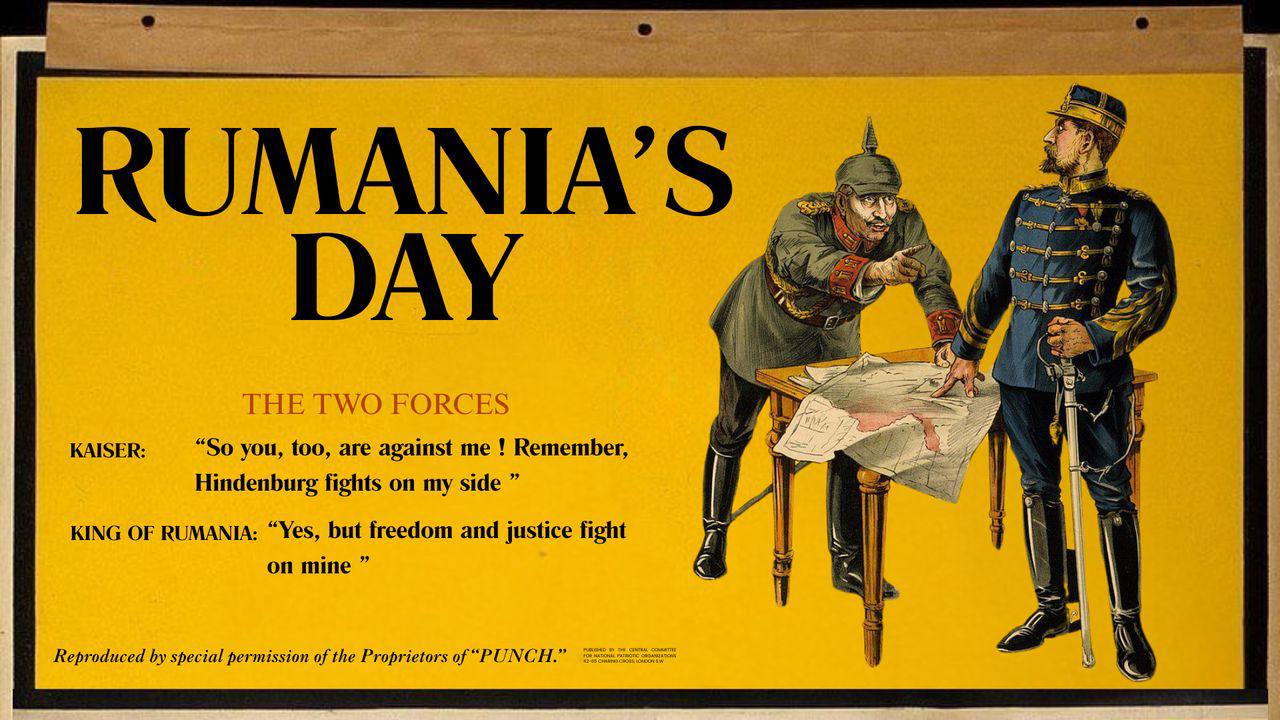 RUMANIA'S
DAY
THE TWO FORCES
KAISER: “So you, too, are against me ! Remember,
Hindenburg fights on my side ”
KING OF RUMANIA: “Yes, but freedom and justice fight
on mine ”
Reproduced by special permission of the Proprietors of “PUNCH.”
PUBLISHED BY THE CENTRAL COMMITTEE
FOR NATIONAL PATRIOTIC ORGANIZATIONS
62-65 CHARING CROSS, LONDON S.W